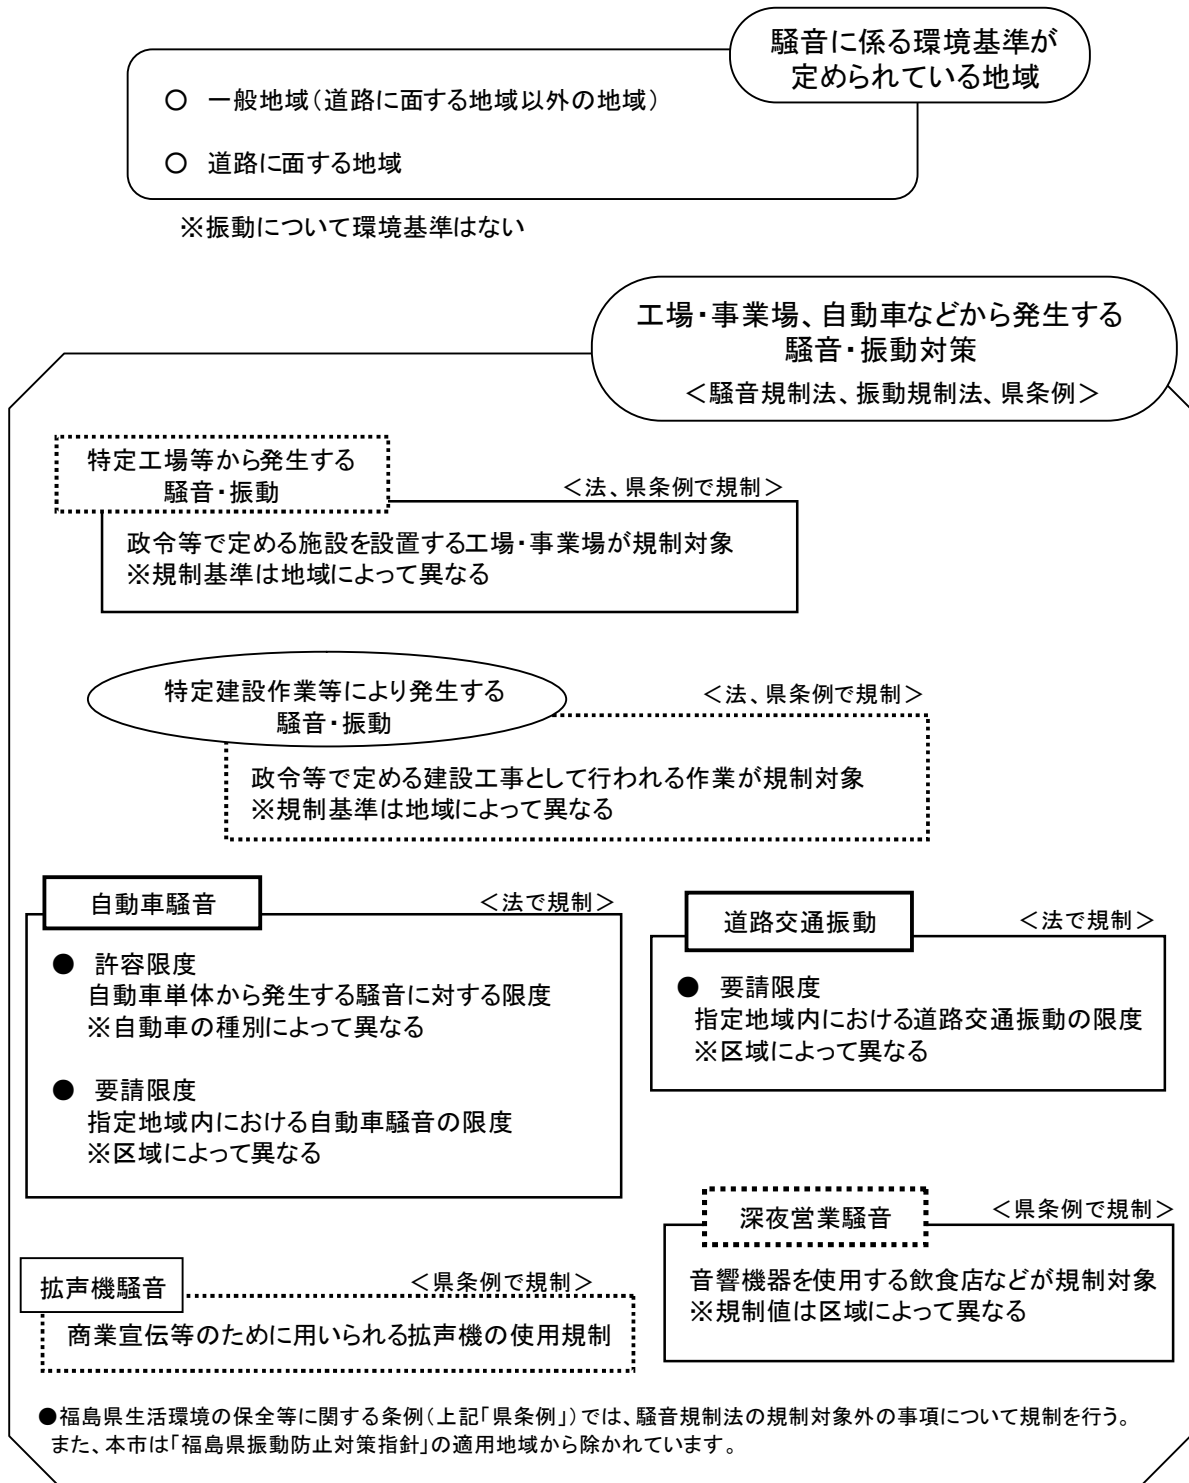 騒音に係る環境基準が
定められている地域
○ 一般地域（道路に面する地域以外の地域）
○ 道路に面する地域
※振動について環境基準はない
工場・事業場、自動車などから発生する
騒音・振動対策
＜騒音規制法、振動規制法、県条例＞
特定工場等から発生する
騒音・振動
＜法、県条例で規制＞
政令等で定める施設を設置する工場・事業場が規制対象
※規制基準は地域によって異なる
特定建設作業等により発生する
騒音・振動
＜法、県条例で規制＞
政令等で定める建設工事として行われる作業が規制対象
※規制基準は地域によって異なる
自動車騒音
＜法で規制＞
● 許容限度
自動車単体から発生する騒音に対する限度
※自動車の種別によって異なる
● 要請限度
指定地域内における自動車騒音の限度
※区域によって異なる
道路交通振動
＜法で規制＞
● 要請限度
指定地域内における道路交通振動の限度
※区域によって異なる
深夜営業騒音
＜県条例で規制＞
音響機器を使用する飲食店などが規制対象
※規制値は区域によって異なる
拡声機騒音
＜県条例で規制＞
商業宣伝等のために用いられる拡声機の使用規制
●福島県生活環境の保全等に関する条例（上記「県条例」）では、騒音規制法の規制対象外の事項について規制を行う。
また、本市は「福島県振動防止対策指針」の適用地域から除かれています。